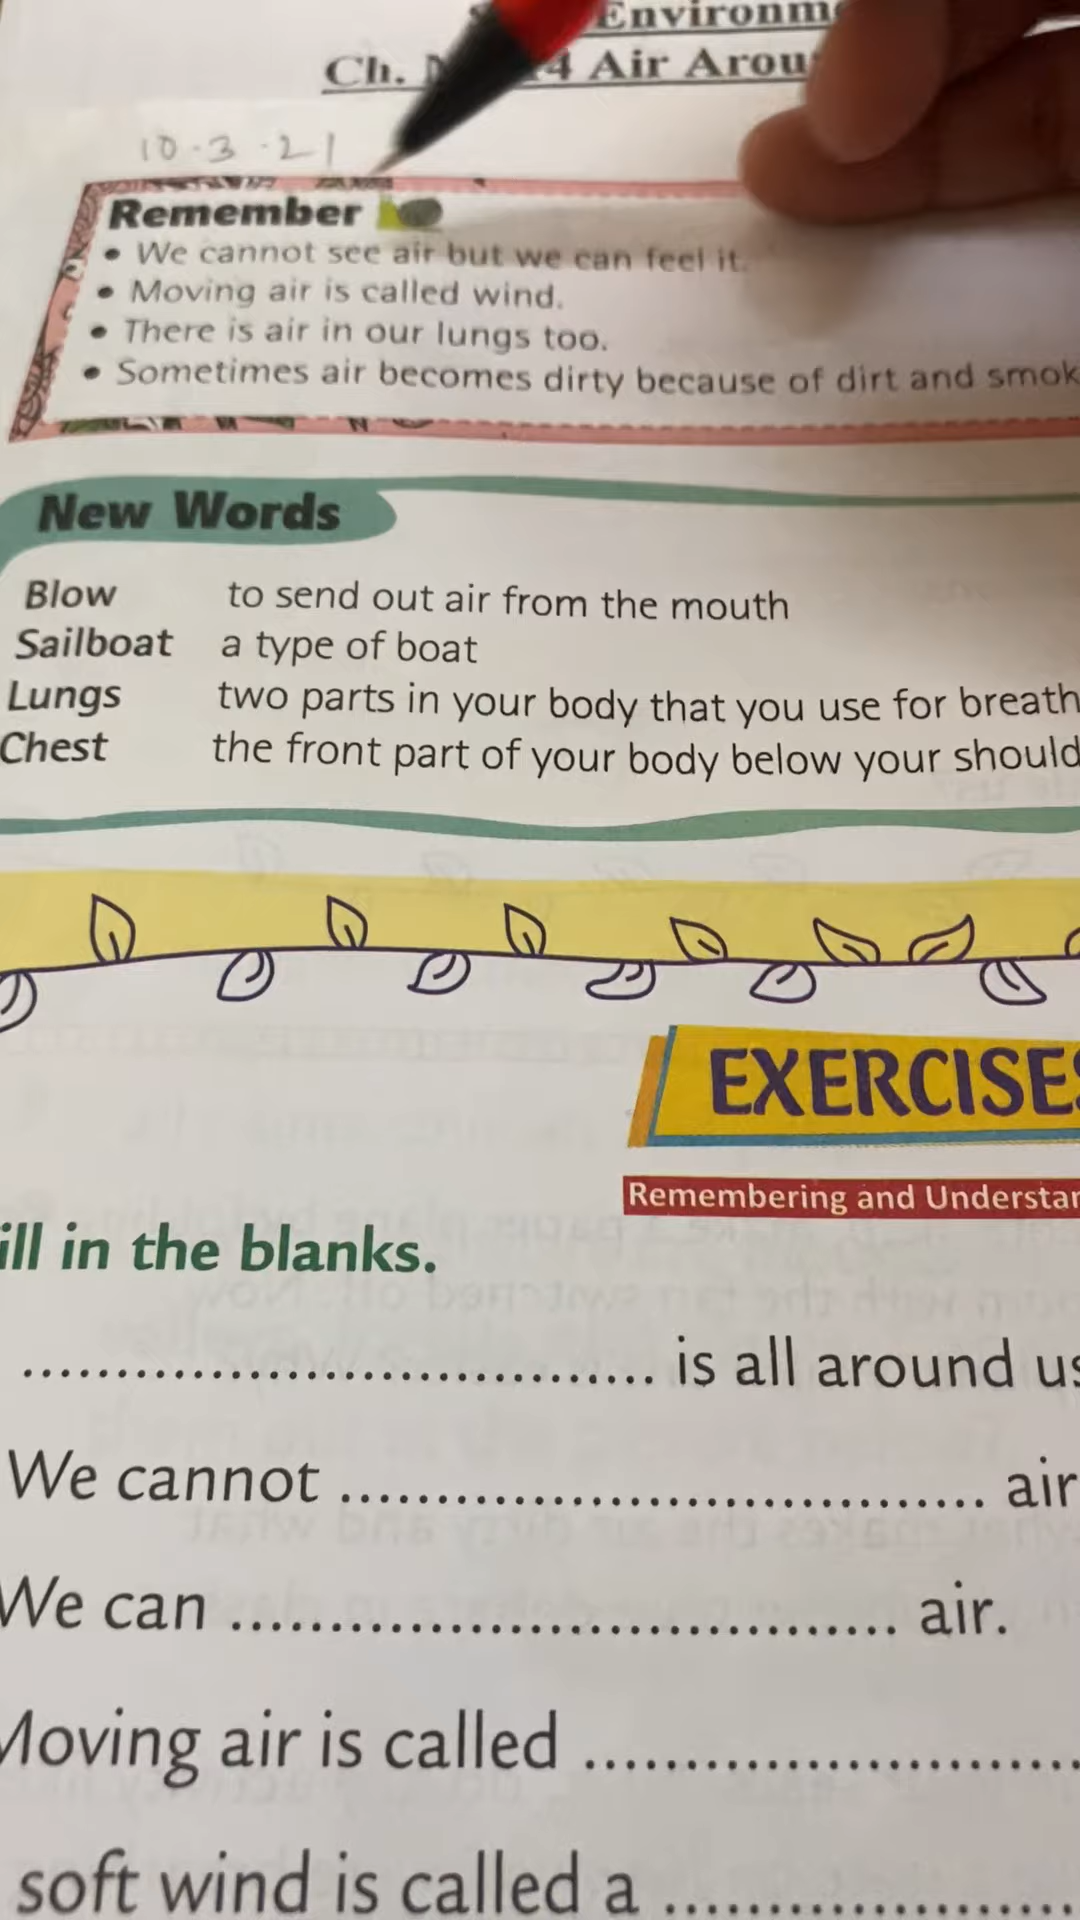 Environm
Ch. 4 Air Arou
10.3.21
Remember
• We cannot see air but we can feel it.
• Moving air is called wind.
• There is air in our lungs too.
• Sometimes air becomes dirty because of dirt and smok
New Words
Blow to send out air from the mouth
Sailboat a type of boat
Lungs two parts in your body that you use for breath
Chest the front part of your body below your should
EXERCISES
Remembering and Understan
ill in the blanks.
.................................... is all around us
We cannot .................................... air
We can .................................... air.
Moving air is called ............................
soft wind is called a .......................